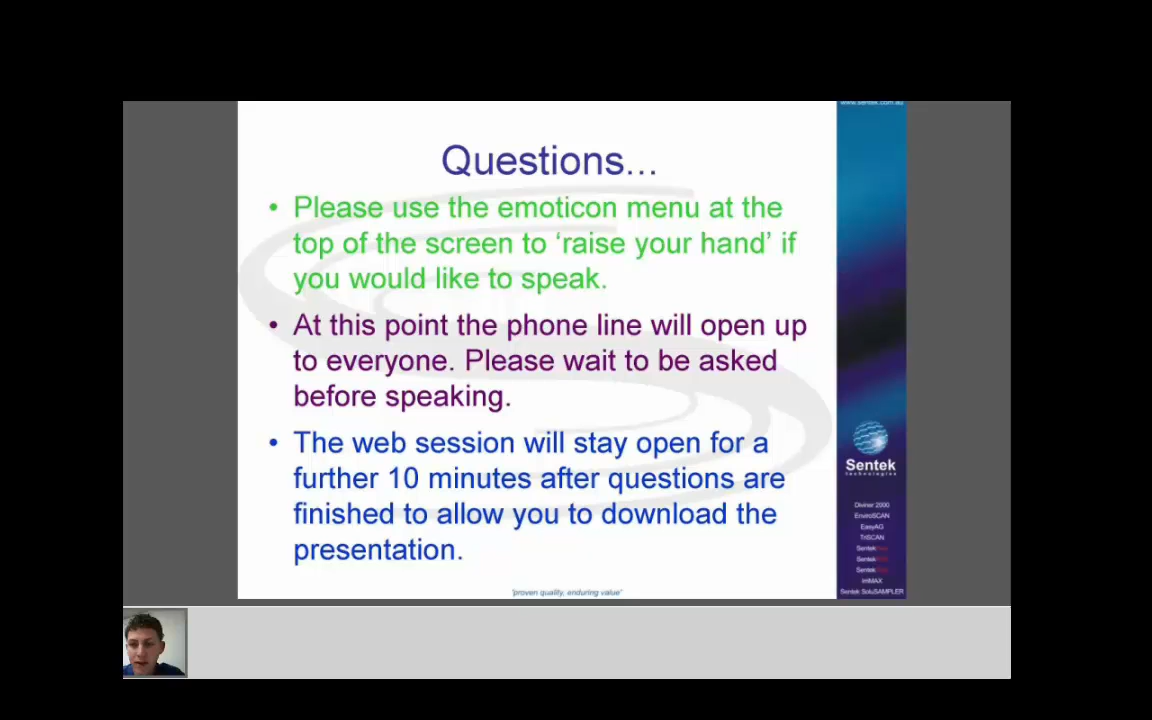 www.sentek.com.au
Questions...
• Please use the emoticon menu at the
top of the screen to ‘raise your hand’ if
you would like to speak.
• At this point the phone line will open up
to everyone. Please wait to be asked
before speaking.
• The web session will stay open for a
further 10 minutes after questions are
finished to allow you to download the
presentation.
Sentek
technologies
Diviner 2000
EnviroSCAN
EasyAG
TriSCAN
Sentek
Sentek
Sentek
IrriMAX
Sentek SoluSAMPLER
'proven quality, enduring value'